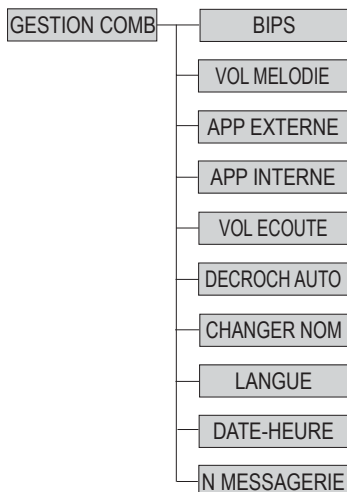 GESTION COMB
BIPS
VOL MELODIE
APP EXTERNE
APP INTERNE
VOL ECOUTE
DECROCH AUTO
CHANGER NOM
LANGUE
DATE-HEURE
N MESSAGERIE